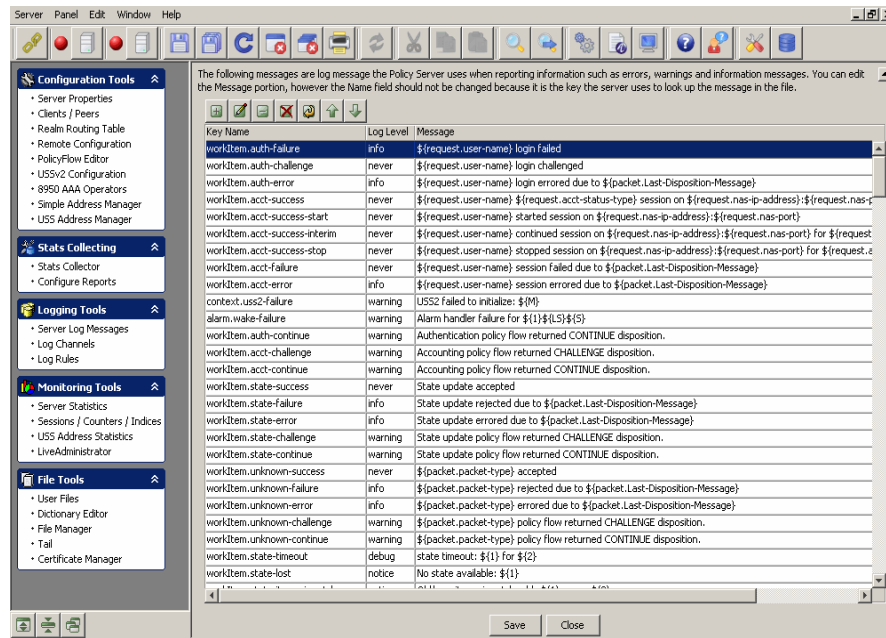 Server Panel Edit Window Help
Configuration Tools
Server Properties
Clients / Peers
Realm Routing Table
Remote Configuration
PolicyFlow Editor
USSv2 Configuration
8950 AAA Operators
Simple Address Manager
USS Address Manager
Stats Collecting
Stats Collector
Configure Reports
Logging Tools
Server Log Messages
Log Channels
Log Rules
Monitoring Tools
Server Statistics
Sessions / Counters / Indices
USS Address Statistics
LiveAdministrator
File Tools
User Files
Dictionary Editor
File Manager
Tail
Certificate Manager
The following messages are log message the Policy Server uses when reporting information such as errors, warnings and information messages. You can edit
the Message portion, however the Name field should not be changed because it is the key the server uses to look up the message in the file.
Key Name Log Level Message
workItem.auth-failure info ${request.user-name} login failed
workItem.auth-challenge never ${request.user-name} login challenged
workItem.auth-error info ${request.user-name} login errored due to ${packet.Last-Disposition-Message}
workItem.acct-success never ${request.user-name} ${request.acct-status-type} session on ${request.nas-ip-address}:${request.nas-p
workItem.acct-success-start never ${request.user-name} started session on ${request.nas-ip-address}:${request.nas-port}
workItem.acct-success-interim never ${request.user-name} continued session on ${request.nas-ip-address}:${request.nas-port} for ${request
workItem.acct-success-stop never ${request.user-name} stopped session on ${request.nas-ip-address}:${request.nas-port} for ${request.a
workItem.acct-failure never ${request.user-name} session failed due to ${packet.Last-Disposition-Message}
workItem.acct-error info ${request.user-name} session errored due to ${packet.Last-Disposition-Message}
context.uss2-failure warning USS2 failed to initialize: ${M}
alarm.wake-failure warning Alarm handler failure for ${1}${LS}${S}
workItem.auth-continue warning Authentication policy flow returned CONTINUE disposition.
workItem.acct-challenge warning Accounting policy flow returned CHALLENGE disposition.
workItem.acct-continue warning Accounting policy flow returned CONTINUE disposition.
workItem.state-success never State update accepted
workItem.state-failure info State update rejected due to ${packet.Last-Disposition-Message}
workItem.state-error info State update errored due to ${packet.Last-Disposition-Message}
workItem.state-challenge warning State update policy flow returned CHALLENGE disposition.
workItem.state-continue warning State update policy flow returned CONTINUE disposition.
workItem.unknown-success never ${packet.packet-type} accepted
workItem.unknown-failure info ${packet.packet-type} rejected due to ${packet.Last-Disposition-Message}
workItem.unknown-error info ${packet.packet-type} errored due to ${packet.Last-Disposition-Message}
workItem.unknown-challenge warning ${packet.packet-type} policy flow returned CHALLENGE disposition.
workItem.unknown-continue warning ${packet.packet-type} policy flow returned CONTINUE disposition.
workItem.state-timeout debug state timeout: ${1} for ${2}
workItem.state-lost notice No state available: ${1}
Save Close